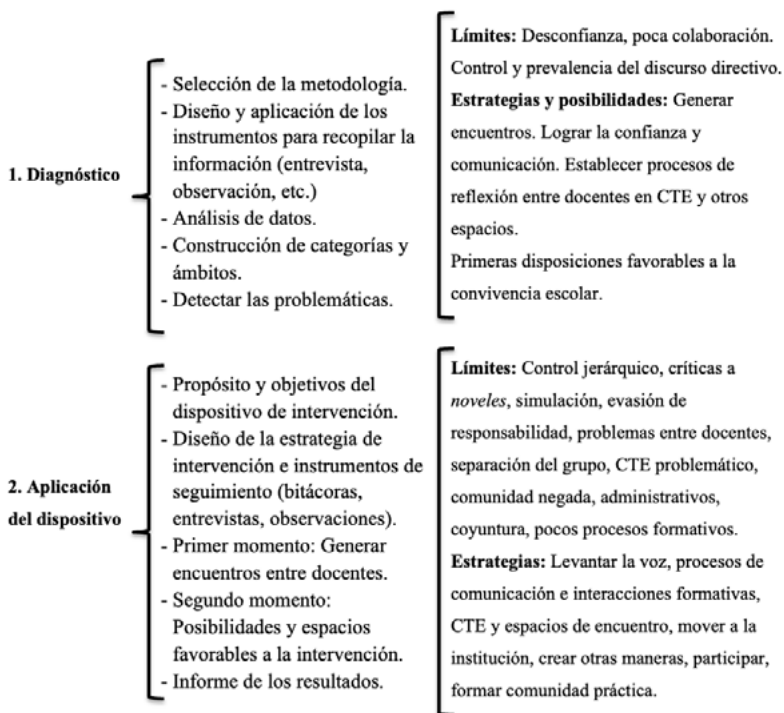 1. Diagnóstico
- Selección de la metodología.
- Diseño y aplicación de los
instrumentos para recopilar la
información (entrevista,
observación, etc.)
- Análisis de datos.
- Construcción de categorías y
ámbitos.
- Detectar las problemáticas.
Límites: Desconfianza, poca colaboración.
Control y prevalencia del discurso directivo.
Estrategias y posibilidades: Generar
encuentros. Lograr la confianza y
comunicación. Establecer procesos de
reflexión entre docentes en CTE y otros
espacios.
Primeras disposiciones favorables a la
convivencia escolar.
2. Aplicación
del dispositivo
- Propósito y objetivos del
dispositivo de intervención.
- Diseño de la estrategia de
intervención e instrumentos de
seguimiento (bitácoras,
entrevistas, observaciones).
- Primer momento: Generar
encuentros entre docentes.
- Segundo momento:
Posibilidades y espacios
favorables a la intervención.
- Informe de los resultados.
Límites: Control jerárquico, críticas a
noveles, simulación, evasión de
responsabilidad, problemas entre docentes,
separación del grupo, CTE problemático,
comunidad negada, administrativos,
coyuntura, pocos procesos formativos.
Estrategias: Levantar la voz, procesos de
comunicación e interacciones formativas,
CTE y espacios de encuentro, mover a la
institución, crear otras maneras, participar,
formar comunidad práctica.